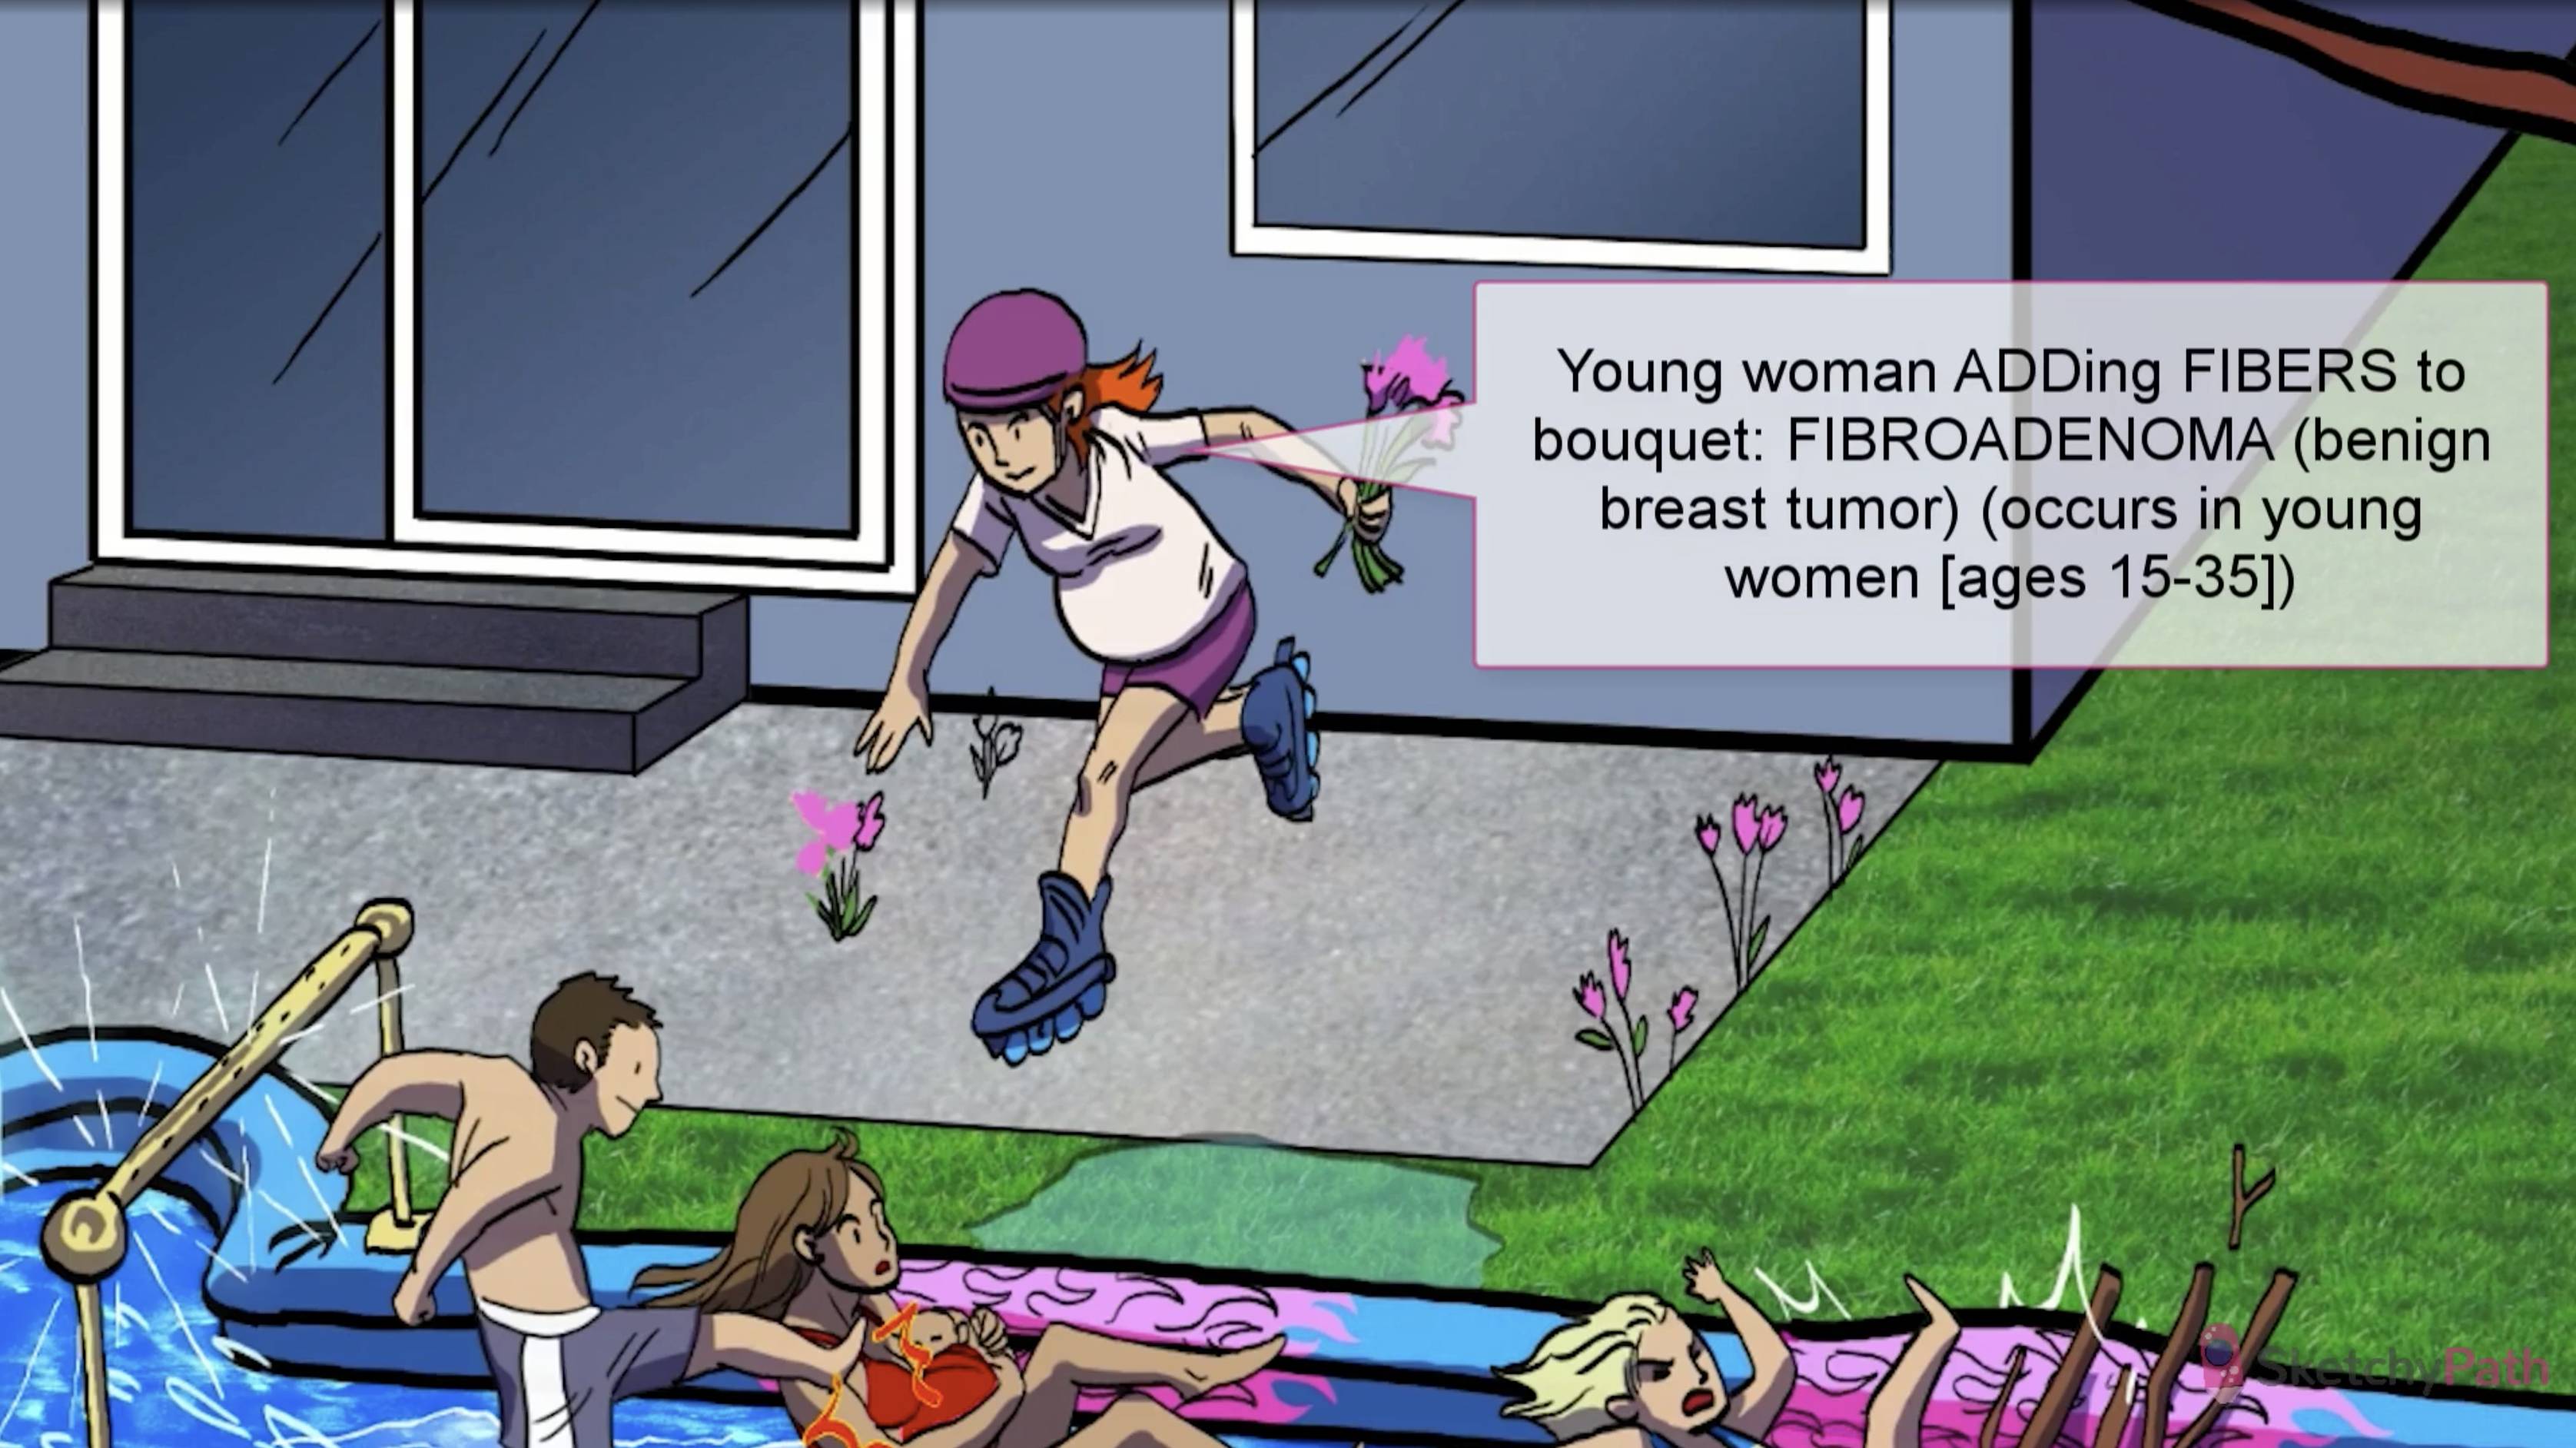 Young woman ADDing FIBERS to
bouquet: FIBROADENOMA (benign
breast tumor) (occurs in young
women [ages 15-35])
SketchyPath